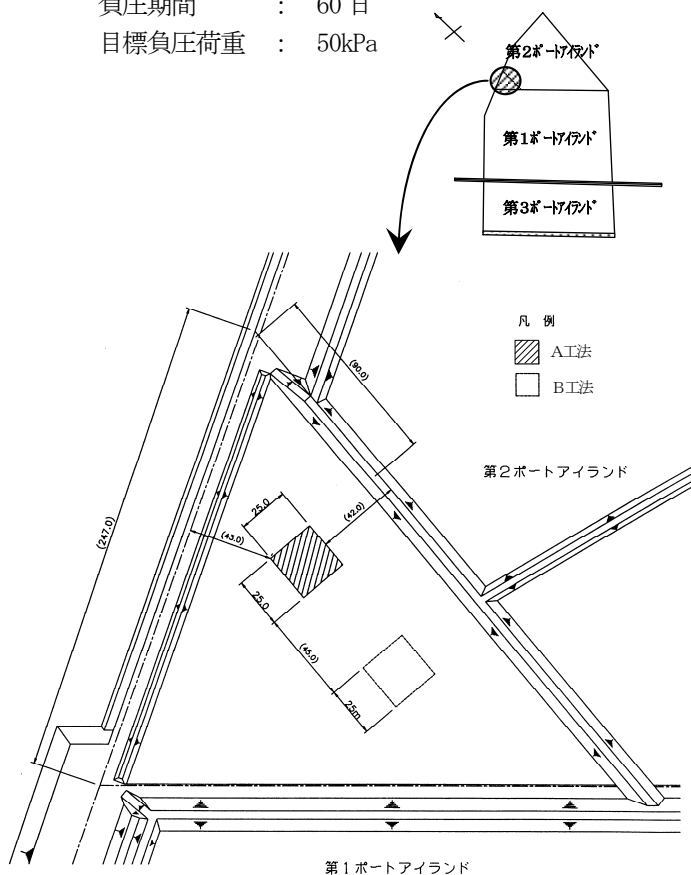 負圧期間 : 60 日
目標負圧荷重 : 50kPa
第2ポートアイランド
第1ポートアイランド
第3ポートアイランド
凡 例
A工法
B工法
(90.0)
第2ポートアイランド
(247.0)
25.0
(42.0)
(43.0)
25.0
(45.0)
25m
第1ポートアイランド